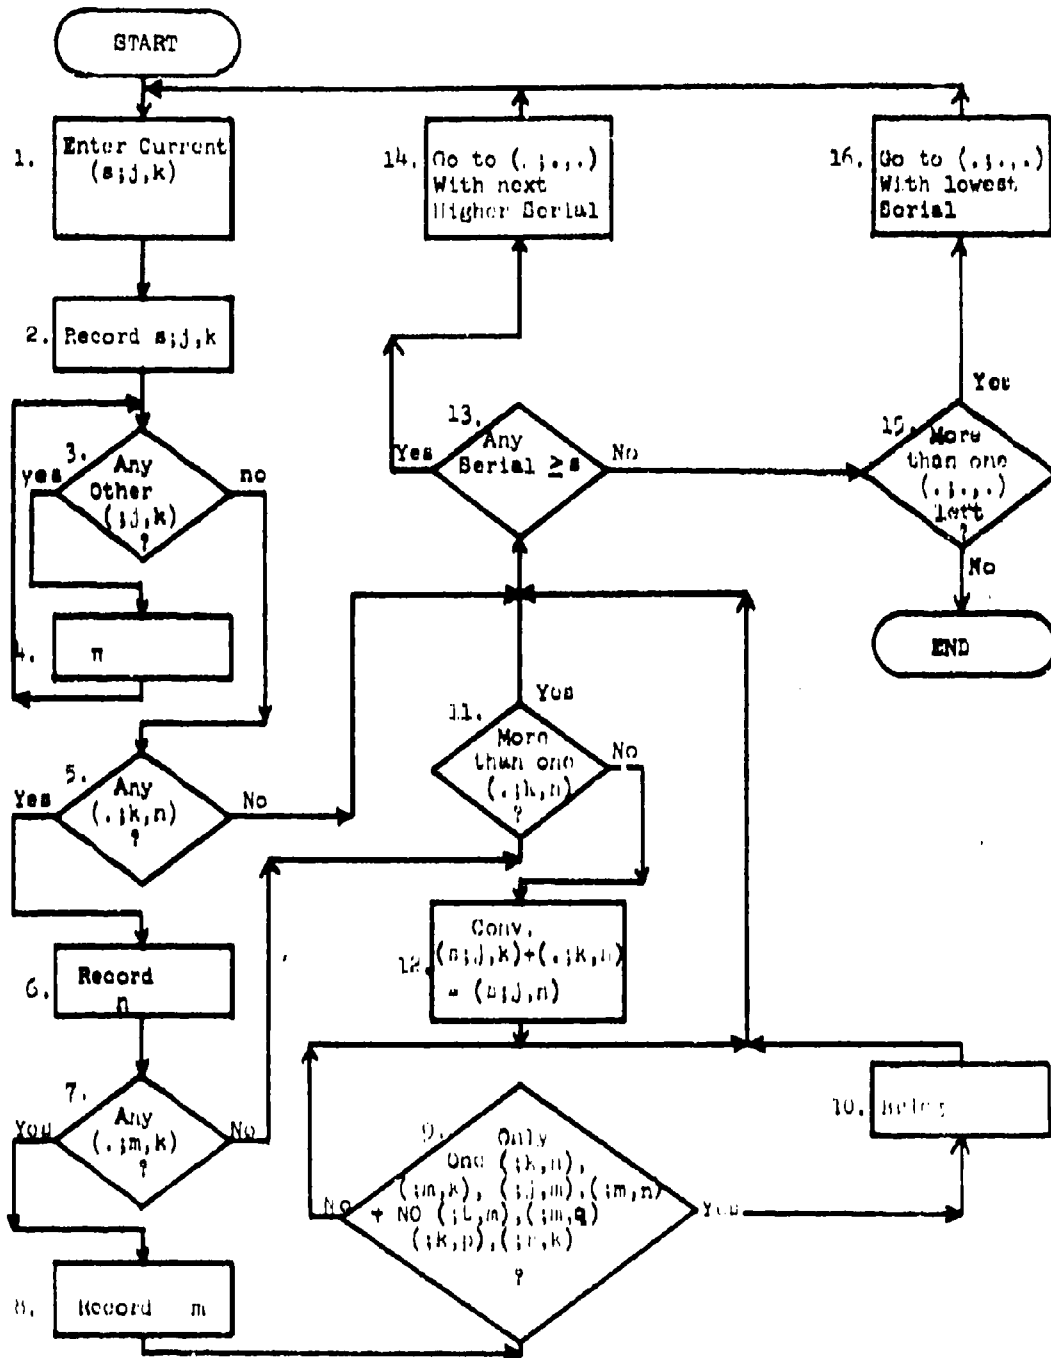 START
1. Enter Current
(s;j,k)
2. Record s;j,k
3. Any
Other
(;j,k)
?
yes
no
4. π
5. Any
(.;k,n)
?
Yes
No
6. Record
n
7. Any
(.;m,k)
?
You
No
8. Record m
9. Only
One (;k,n),
(;m,k), (;j,m),(;m,n)
+ NO (;L,m),(;m,q)
(;k,p),(;r,k)
?
No
You
10.
11. More
than one
(.;k,n)
?
Yes
No
12. Conv.
(s;j,k)+(.;k,n)
= (s;j,n)
13. Any
Serial ≥ s
Yes
No
14. Go to (.;.,.)
With next
Higher Serial
15. More
than one
(.;.,.)
left
?
You
No
16. Go to (.;.,.)
With lowest
Serial
END